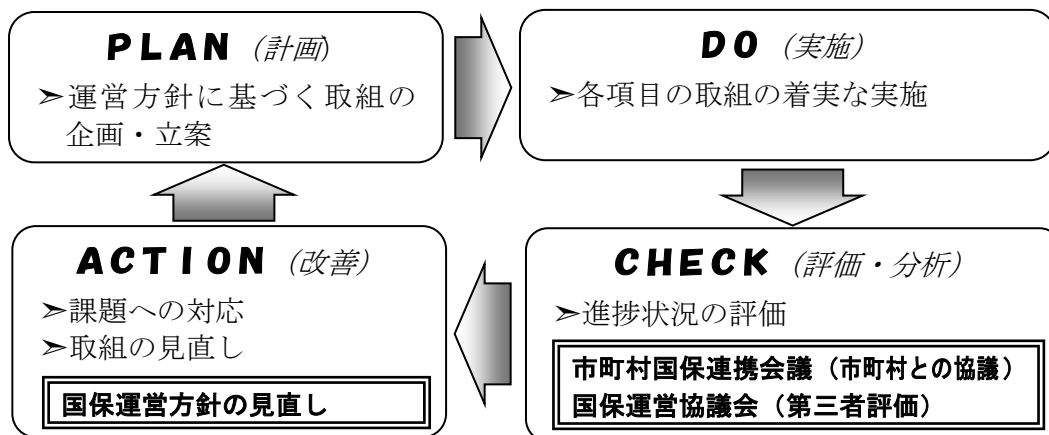 PLAN (計画)
➣運営方針に基づく取組の
企画・立案
DO (実施)
➣各項目の取組の着実な実施
ACTION (改善)
➣課題への対応
➣取組の見直し
国保運営方針の見直し
CHECK (評価・分析)
➣進捗状況の評価
市町村国保連携会議（市町村との協議）
国保運営協議会（第三者評価）